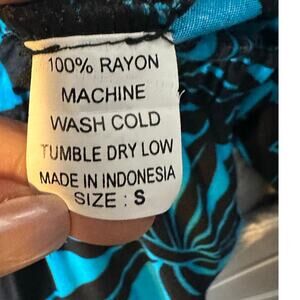 100% RAYON
MACHINE
WASH COLD
TUMBLE DRY LOW
MADE IN INDONESIA
SIZE : S